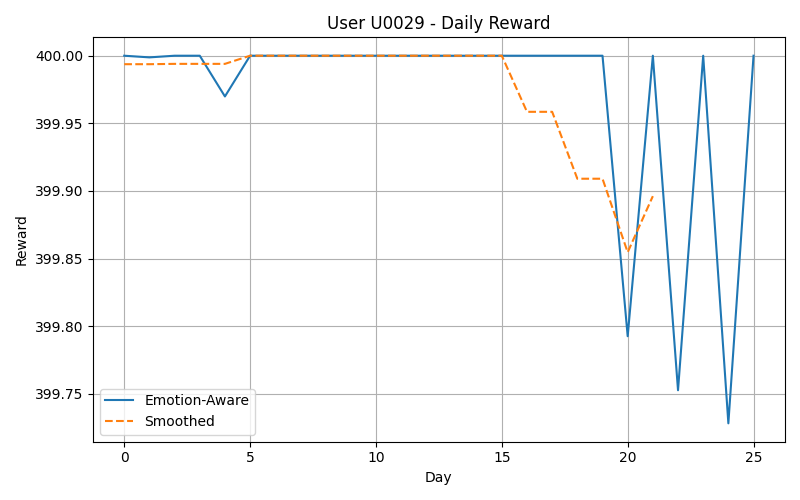 User U0029 - Daily Reward
400.00
399.95
399.90
399.85
399.80
399.75
Reward
Emotion-Aware
Smoothed
0 5 10 15 20 25
Day